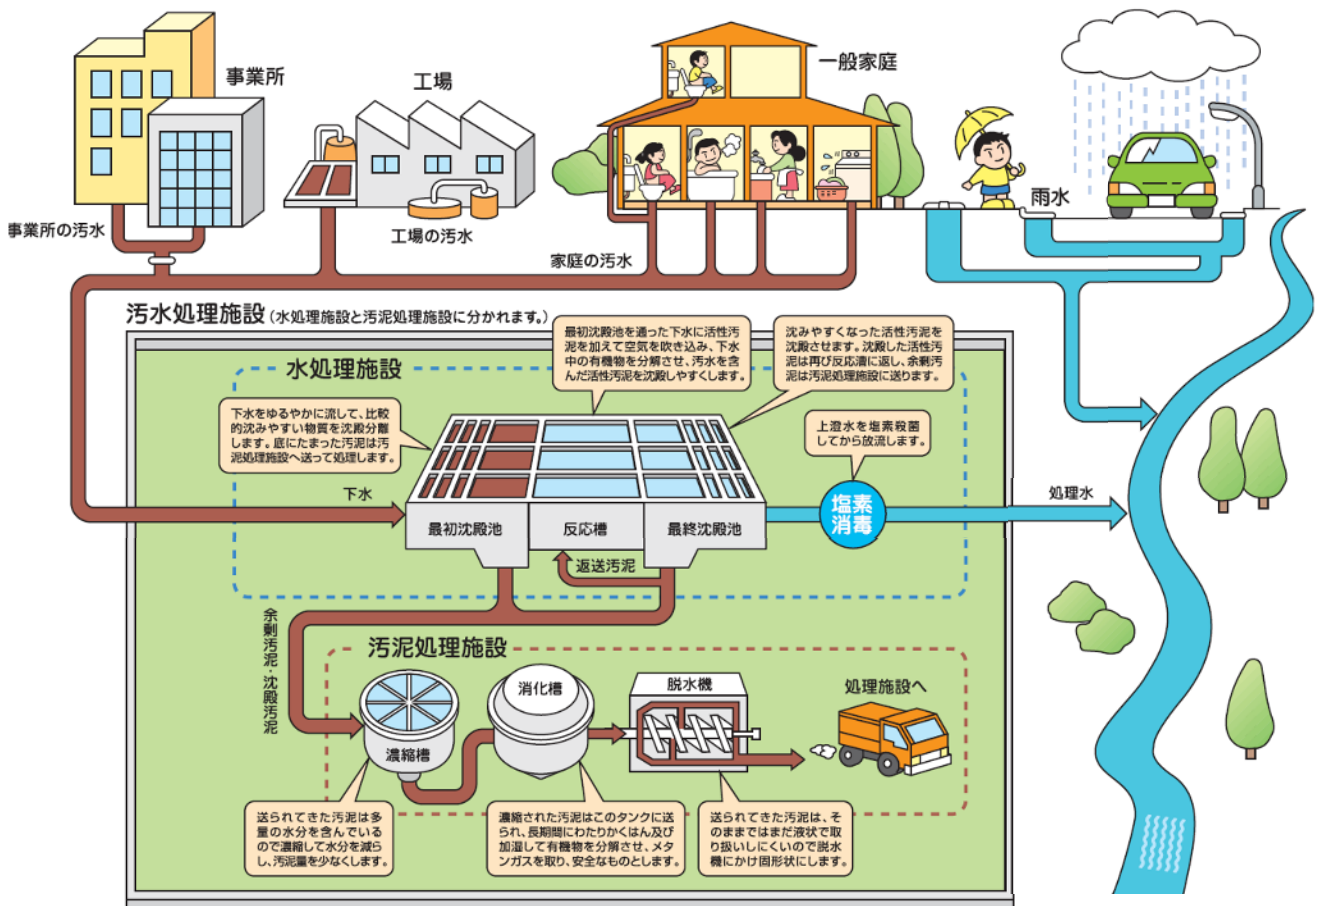 事業所
工場
一般家庭
雨水
事業所の汚水
工場の汚水
家庭の汚水
汚水処理施設(水処理施設と汚泥処理施設に分かれます。)
水処理施設
最初沈殿池を通った下水に活性汚
泥を加えて空気を吹き込み、下水
中の有機物を分解させ、汚水を含
んだ活性汚泥を沈殿しやすくします。
沈みやすくなった活性汚泥を
沈殿させます。沈殿した活性汚
泥は再び反応漕に返し、余剰汚
泥は汚泥処理施設に送ります。
下水をゆるやかに流して、比較
的沈みやすい物質を沈殿分離
します。底にたまった汚泥は汚
泥処理施設へ送って処理します。
上澄水を塩素殺菌
してから放流します。
下水
最初沈殿池
反応槽
最終沈殿池
塩素
消毒
処理水
返送汚泥
余剰汚泥・沈殿汚泥
汚泥処理施設
濃縮槽
消化槽
脱水機
処理施設へ
送られてきた汚泥は多
量の水分を含んでいる
ので濃縮して水分を減ら
し、汚泥量を少なくします。
濃縮された汚泥はこのタンクに送
られ、長期間にわたりかくはん及び
加湿して有機物を分解させ、メタ
ンガスを取り、安全なものとします。
送られてきた汚泥は、そ
のままではまだ液状で取
り扱いしにくいので脱水
機にかけ固形状にします。